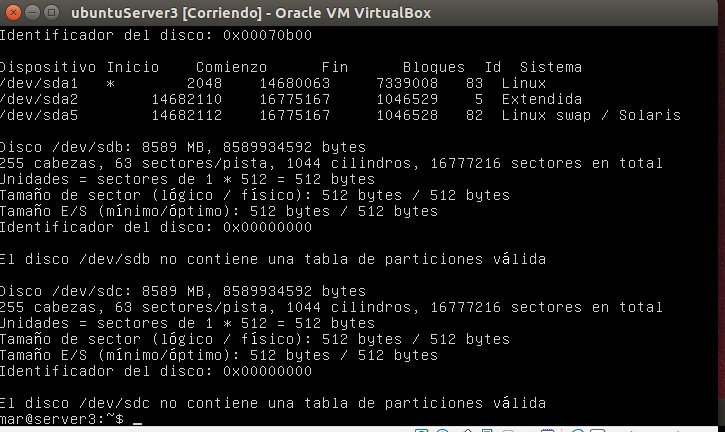 ubuntuServer3 [Corriendo] - Oracle VM VirtualBox
Identificador del disco: 0x00070b00
Dispositivo Inicio    Comienzo      Fin      Bloques  Id  Sistema
/dev/sda1   *        2048    14680063     7339008   83  Linux
/dev/sda2        14682110    16775167     1046529    5  Extendida
/dev/sda5        14682112    16775167     1046528   82  Linux swap / Solaris
Disco /dev/sdb: 8589 MB, 8589934592 bytes
255 cabezas, 63 sectores/pista, 1044 cilindros, 16777216 sectores en total
Unidades = sectores de 1 * 512 = 512 bytes
Tamaño de sector (lógico / físico): 512 bytes / 512 bytes
Tamaño E/S (mínimo/óptimo): 512 bytes / 512 bytes
Identificador del disco: 0x00000000
El disco /dev/sdb no contiene una tabla de particiones válida
Disco /dev/sdc: 8589 MB, 8589934592 bytes
255 cabezas, 63 sectores/pista, 1044 cilindros, 16777216 sectores en total
Unidades = sectores de 1 * 512 = 512 bytes
Tamaño de sector (lógico / físico): 512 bytes / 512 bytes
Tamaño E/S (mínimo/óptimo): 512 bytes / 512 bytes
Identificador del disco: 0x00000000
El disco /dev/sdc no contiene una tabla de particiones válida
mar@server3:~$ _